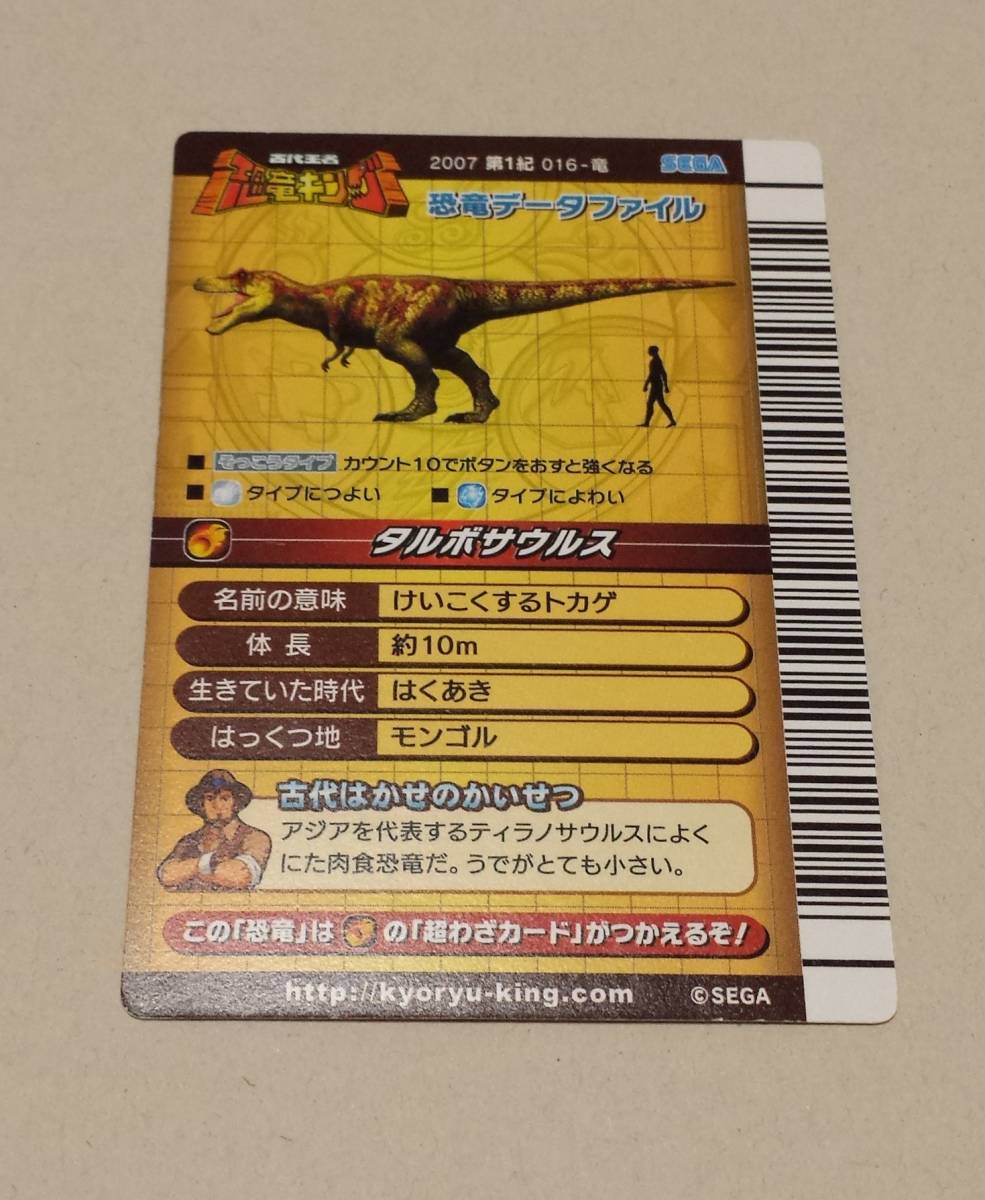 古代王者
恐竜キング
2007 第1紀 016-竜
SEGA
恐竜データファイル
■ そっこうタイプ カウント10でボタンをおすと強くなる
■ タイプにつよい ■ タイプによわい
タルボサウルス
名前の意味 けいこくするトカゲ
体 長 約10m
生きていた時代 はくあき
はっくつ地 モンゴル
古代はかせのかいせつ
アジアを代表するティラノサウルスによく
にた肉食恐竜だ。うでがとても小さい。
この「恐竜」は の「超わざカード」がつかえるぞ!
http://kyoryu-king.com ©SEGA